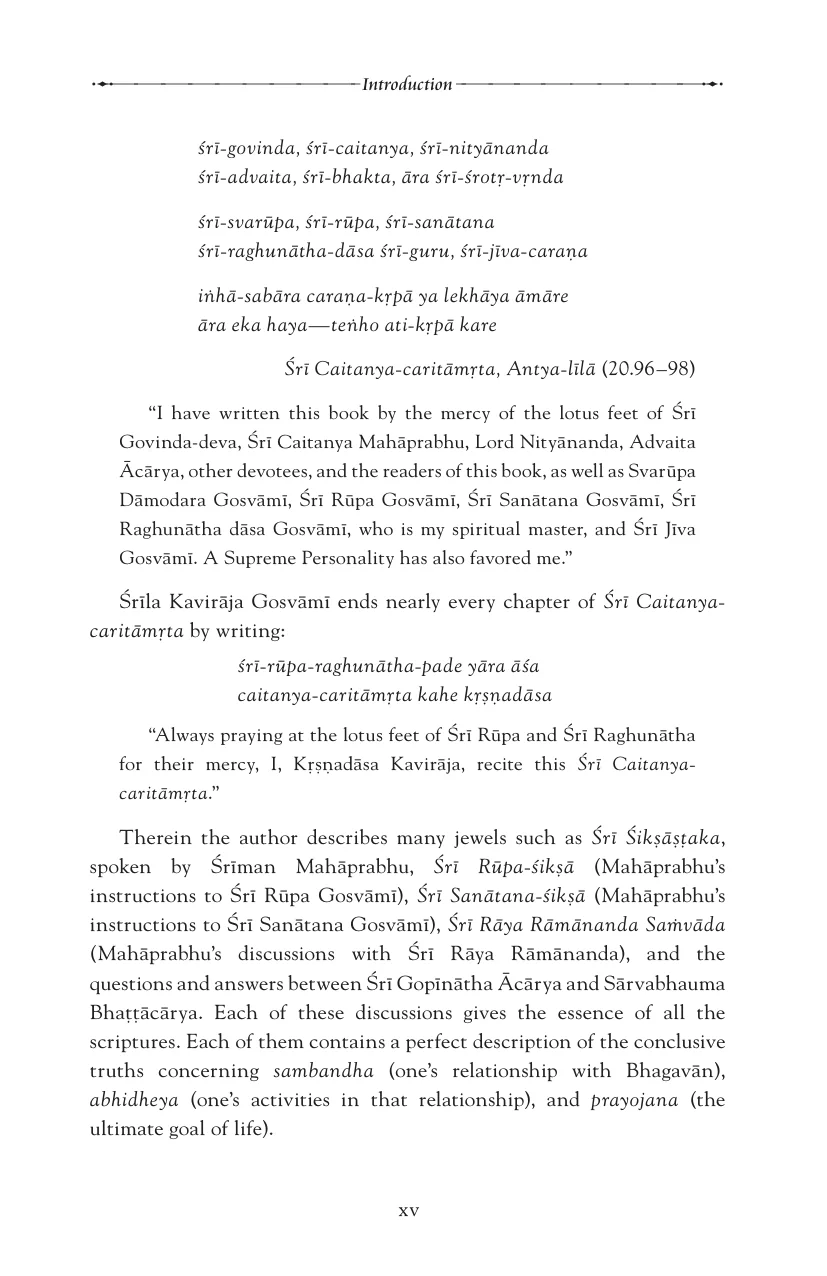 Introduction
śrī-govinda, śrī-caitanya, śrī-nityānanda
śrī-advaita, śrī-bhakta, āra śrī-śrotṛ-vṛnda
śrī-svarūpa, śrī-rūpa, śrī-sanātana
śrī-raghunātha-dāsa śrī-guru, śrī-jīva-caraṇa
iṅhā-sabāra caraṇa-kṛpā ya lekhāya āmāre
āra eka haya—teṅho ati-kṛpā kare
Śrī Caitanya-caritāmṛta, Antya-līlā (20.96–98)
“I have written this book by the mercy of the lotus feet of Śrī
Govinda-deva, Śrī Caitanya Mahāprabhu, Lord Nityānanda, Advaita
Ācārya, other devotees, and the readers of this book, as well as Svarūpa
Dāmodara Gosvāmī, Śrī Rūpa Gosvāmī, Śrī Sanātana Gosvāmī, Śrī
Raghunātha dāsa Gosvāmī, who is my spiritual master, and Śrī Jīva
Gosvāmī. A Supreme Personality has also favored me.”
Śrīla Kavirāja Gosvāmī ends nearly every chapter of Śrī Caitanya-
caritāmṛta by writing:
śrī-rūpa-raghunātha-pade yāra āśa
caitanya-caritāmṛta kahe kṛṣṇadāsa
“Always praying at the lotus feet of Śrī Rūpa and Śrī Raghunātha
for their mercy, I, Kṛṣṇadāsa Kavirāja, recite this Śrī Caitanya-
caritāmṛta.”
Therein the author describes many jewels such as Śrī Śikṣāṣṭaka,
spoken by Śrīman Mahāprabhu, Śrī Rūpa-śikṣā (Mahāprabhu’s
instructions to Śrī Rūpa Gosvāmī), Śrī Sanātana-śikṣā (Mahāprabhu’s
instructions to Śrī Sanātana Gosvāmī), Śrī Rāya Rāmānanda Saṁvāda
(Mahāprabhu’s discussions with Śrī Rāya Rāmānanda), and the
questions and answers between Śrī Gopīnātha Ācārya and Sārvabhauma
Bhaṭṭācārya. Each of these discussions gives the essence of all the
scriptures. Each of them contains a perfect description of the conclusive
truths concerning sambandha (one’s relationship with Bhagavān),
abhidheya (one’s activities in that relationship), and prayojana (the
ultimate goal of life).
xv